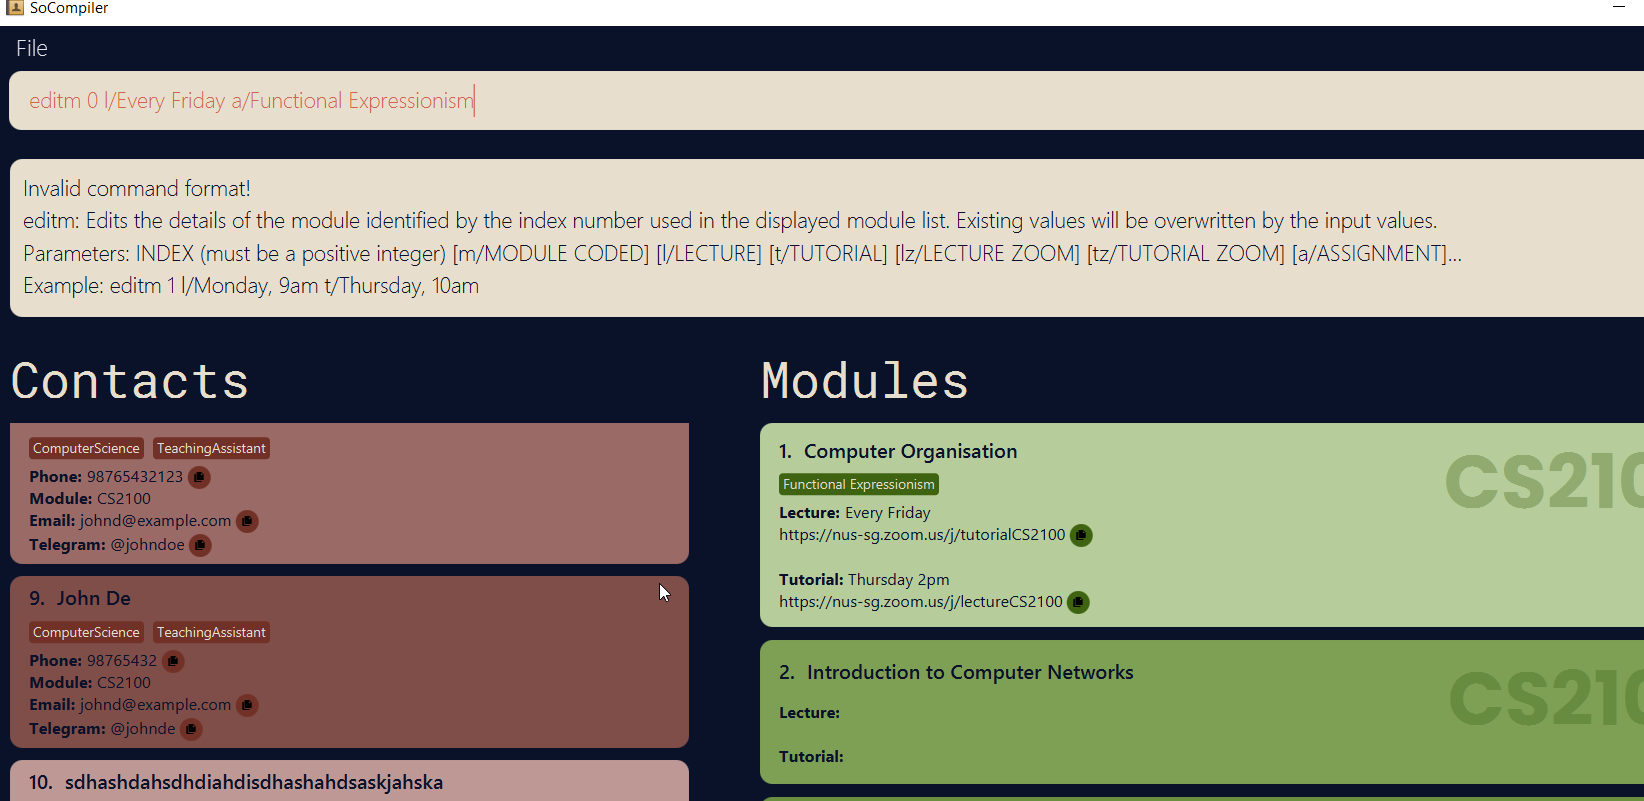 SoCompiler
File
editm 0 l/Every Friday a/Functional Expressionism
Invalid command format!
editm: Edits the details of the module identified by the index number used in the displayed module list. Existing values will be overwritten by the input values.
Parameters: INDEX (must be a positive integer) [m/MODULE CODED] [l/LECTURE] [t/TUTORIAL] [lz/LECTURE ZOOM] [tz/TUTORIAL ZOOM] [a/ASSIGNMENT]...
Example: editm 1 l/Monday, 9am t/Thursday, 10am
Contacts
ComputerScience TeachingAssistant
Phone: 98765432123
Module: CS2100
Email: johnd@example.com
Telegram: @johndoe
9. John De
ComputerScience TeachingAssistant
Phone: 98765432
Module: CS2100
Email: johnd@example.com
Telegram: @johnde
10. sdhashdahsdhdiahdisdhashahdsaskjahska
Modules
1. Computer Organisation
CS210
Functional Expressionism
Lecture: Every Friday
https://nus-sg.zoom.us/j/tutorialCS2100
Tutorial: Thursday 2pm
https://nus-sg.zoom.us/j/lectureCS2100
2. Introduction to Computer Networks
CS210
Lecture:
Tutorial: